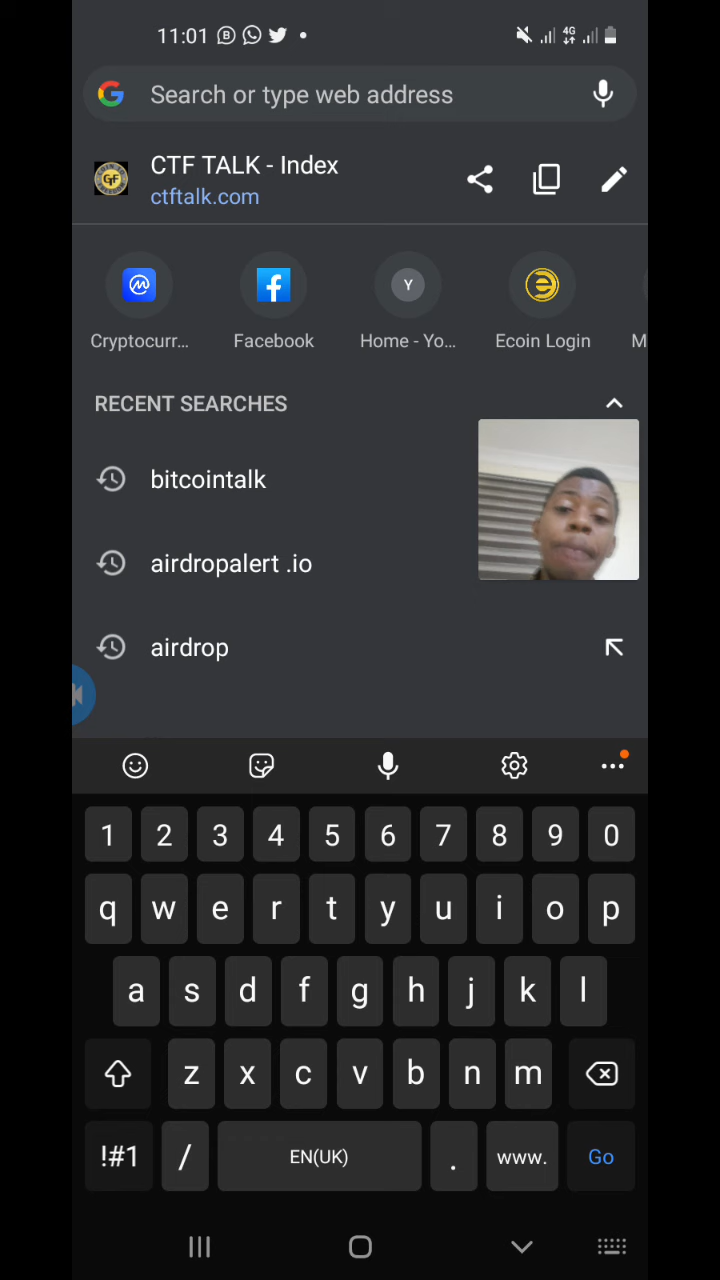 11:01
4G
Search or type web address
CTF TALK - Index
ctftalk.com
Cryptocurr...
Facebook
Home - Yo...
Ecoin Login
M
RECENT SEARCHES
bitcointalk
airdropalert .io
airdrop
1 2 3 4 5 6 7 8 9 0
q w e r t y u i o p
a s d f g h j k l
z x c v b n m
!#1 / EN(UK) . www. Go